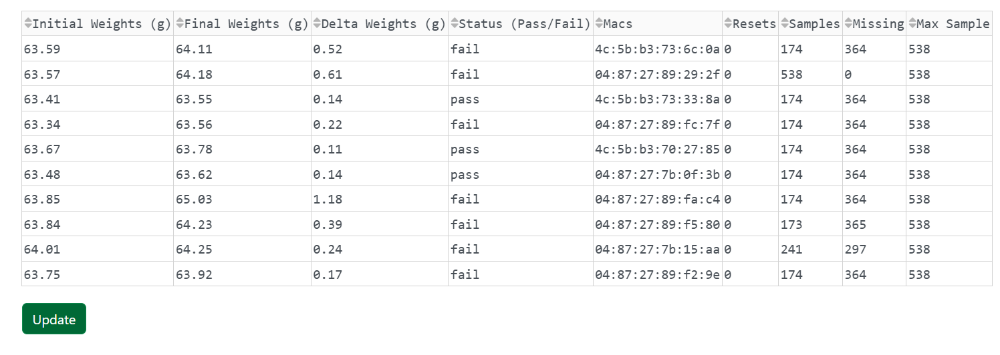 Initial Weights (g) Final Weights (g) Delta Weights (g) Status (Pass/Fail) Macs Resets Samples Missing Max Sample
63.59 64.11 0.52 fail 4c:5b:b3:73:6c:0a 0 174 364 538
63.57 64.18 0.61 fail 04:87:27:89:29:2f 0 538 0 538
63.41 63.55 0.14 pass 4c:5b:b3:73:33:8a 0 174 364 538
63.34 63.56 0.22 fail 04:87:27:89:fc:7f 0 174 364 538
63.67 63.78 0.11 pass 4c:5b:b3:70:27:85 0 174 364 538
63.48 63.62 0.14 pass 04:87:27:7b:0f:3b 0 174 364 538
63.85 65.03 1.18 fail 04:87:27:89:fa:c4 0 174 364 538
63.84 64.23 0.39 fail 04:87:27:89:f5:80 0 173 365 538
64.01 64.25 0.24 fail 04:87:27:7b:15:aa 0 241 297 538
63.75 63.92 0.17 fail 04:87:27:89:f2:9e 0 174 364 538
Update